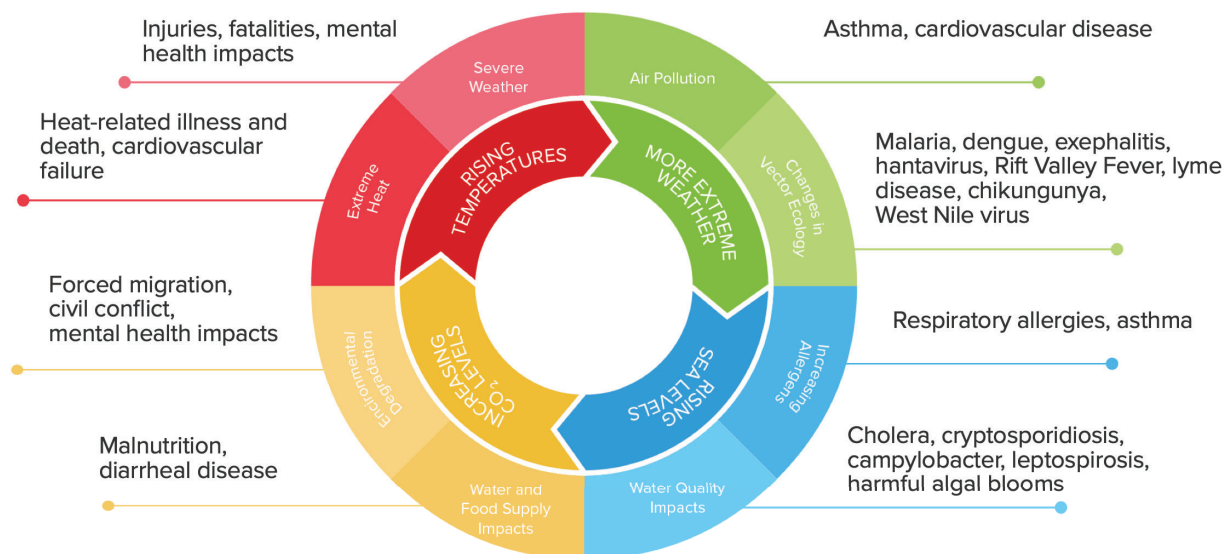 Injuries, fatalities, mental
health impacts
Heat-related illness and
death, cardiovascular
failure
Forced migration,
civil conflict,
mental health impacts
Malnutrition,
diarrheal disease
Severe
Weather
Extreme
Heat
Encironmental
Degradation
Water and
Food Supply
Impacts
RISING
TEMPERATURES
MORE EXTREME
WEATHER
RISING
SEA LEVELS
INCREASING
CO₂ LEVELS
Air Pollution
Changes in
Vector Ecology
Increasing
Allergens
Water Quality
Impacts
Asthma, cardiovascular disease
Malaria, dengue, exephalitis,
hantavirus, Rift Valley Fever, lyme
disease, chikungunya,
West Nile virus
Respiratory allergies, asthma
Cholera, cryptosporidiosis,
campylobacter, leptospirosis,
harmful algal blooms